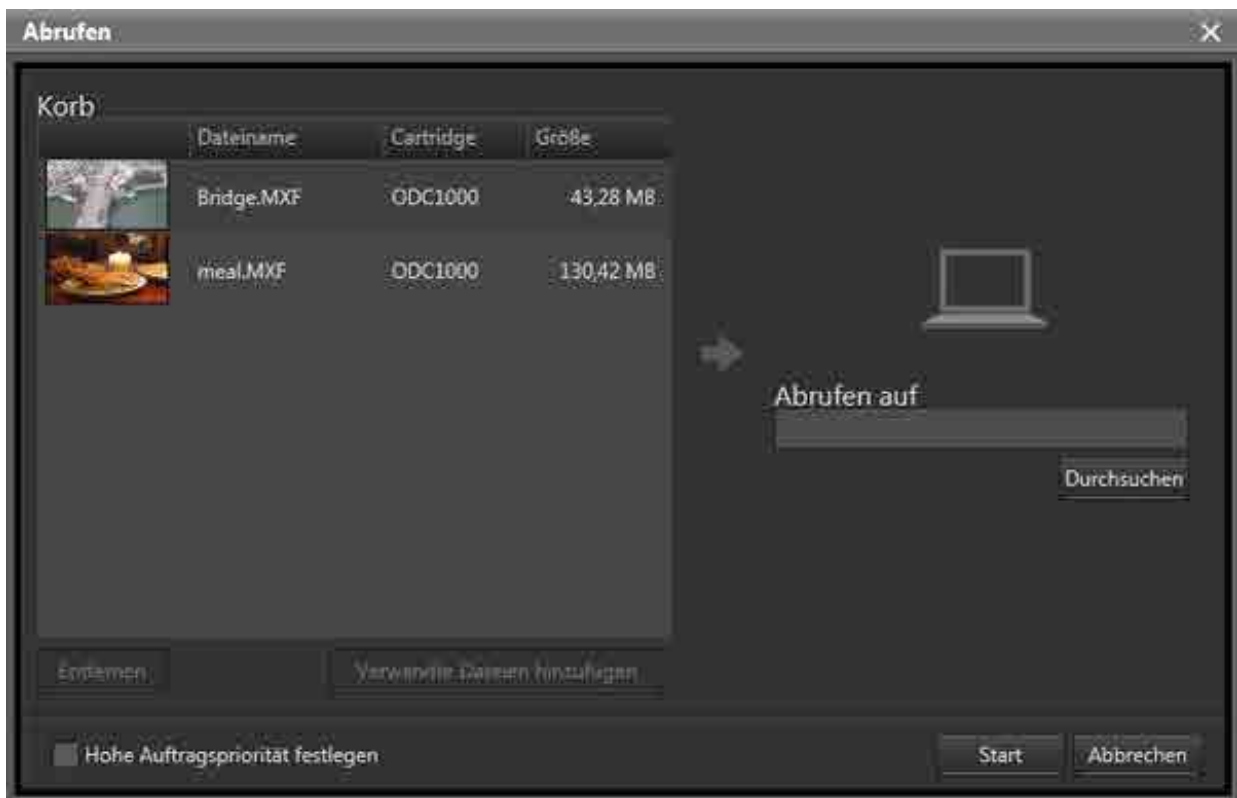 Abrufen
Korb
Dateiname Cartridge Größe
Bridge.MXF ODC1000 43,28 MB
meal.MXF ODC1000 130,42 MB
Abrufen auf
Durchsuchen
Entfernen Verwandte Dateien hinzufügen
Hohe Auftragspriorität festlegen Start Abbrechen